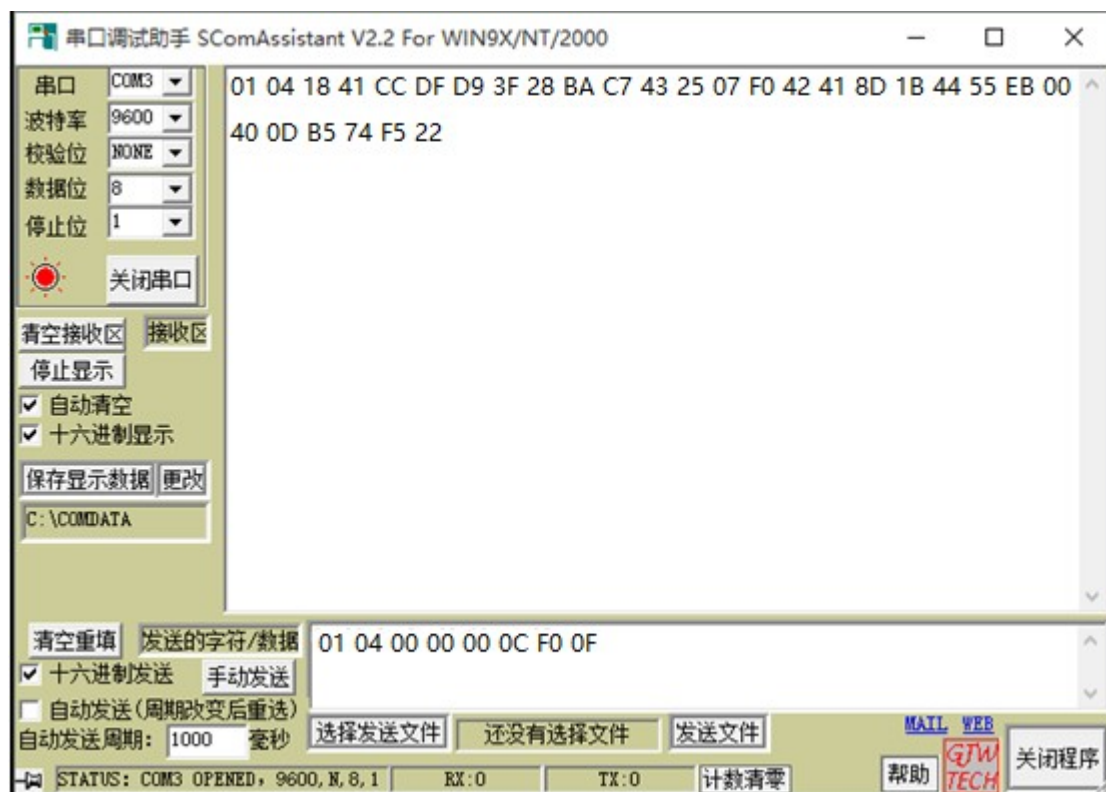 串口调试助手 SComAssistant V2.2 For WIN9X/NT/2000
串口 COM3
波特率 9600
校验位 NONE
数据位 8
停止位 1
关闭串口
清空接收区 接收区
停止显示
自动清空
十六进制显示
保存显示数据 更改
C:\COMDATA
01 04 18 41 CC DF D9 3F 28 BA C7 43 25 07 F0 42 41 8D 1B 44 55 EB 00
40 0D B5 74 F5 22
清空重填 发送的字符/数据 01 04 00 00 00 0C F0 0F
十六进制发送 手动发送
自动发送(周期改变后重选)
自动发送周期: 1000 毫秒 选择发送文件 还没有选择文件 发送文件
MAIL WEB
STATUS: COM3 OPENED, 9600,N,8,1 RX:0 TX:0 计数清零 帮助
GJW
TECH
关闭程序